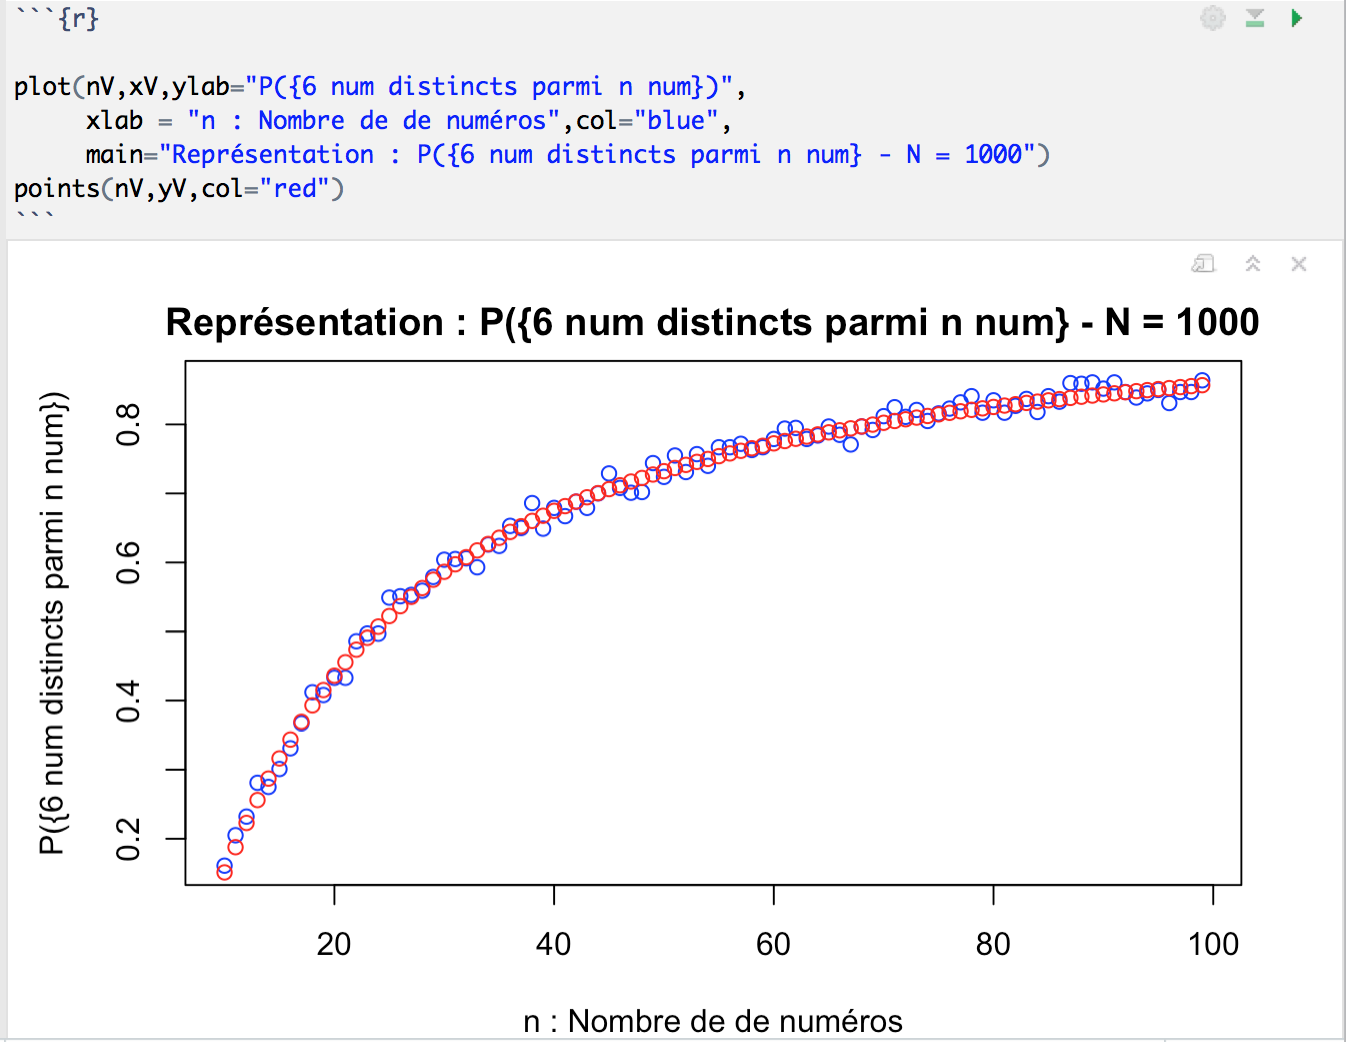 ```{r}
plot(nV,xV,ylab="P({6 num distincts parmi n num})",
xlab = "n : Nombre de de numéros",col="blue",
main="Représentation : P({6 num distincts parmi n num} - N = 1000")
points(nV,yV,col="red")
```
Représentation : P({6 num distincts parmi n num} - N = 1000
P({6 num distincts parmi n num})
0.8
0.6
0.4
0.2
20 40 60 80 100
n : Nombre de de numéros